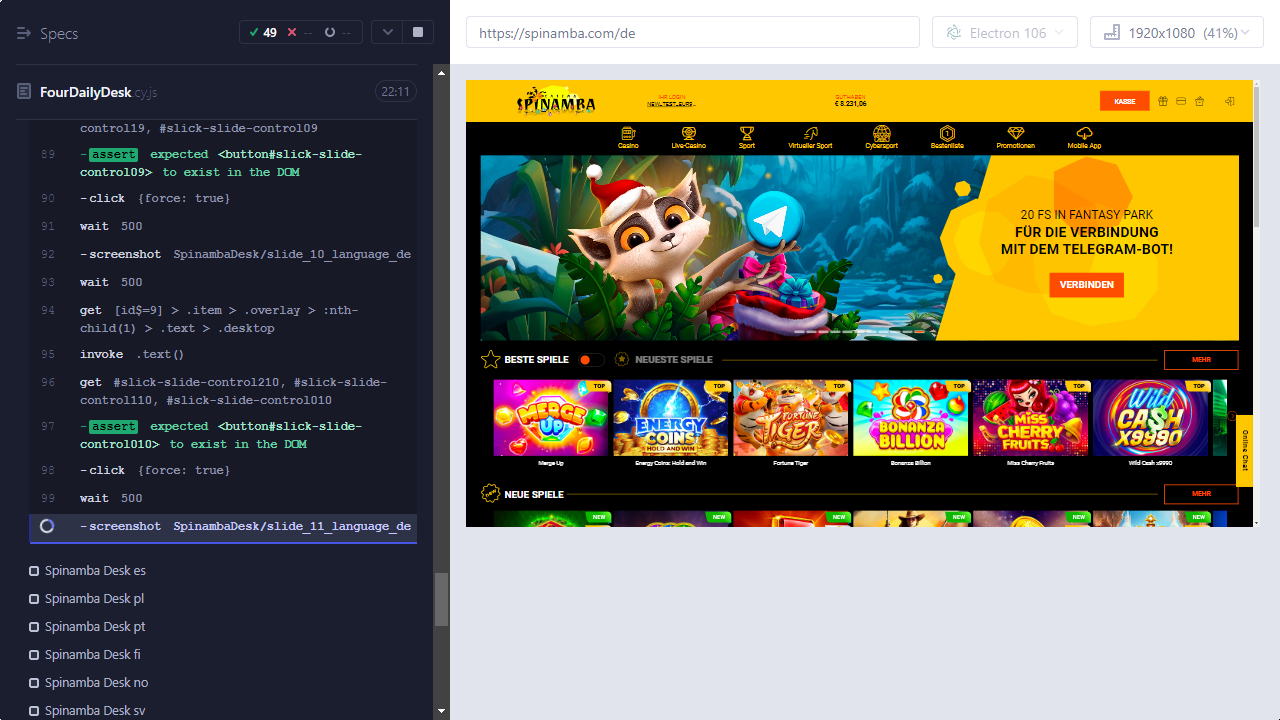 Specs
49
--
--
https://spinamba.com/de
Electron 106
1920x1080 (41%)
FourDailyDesk.cy.js
22:11
control19, #slick-slide-control09
89 -assert expected <button#slick-slide-
control09> to exist in the DOM
90 -click {force: true}
91 wait 500
92 -screenshot SpinambaDesk/slide_10_language_de
93 wait 500
94 get [id$=9] > .item > .overlay > :nth-
child(1) > .text > .desktop
95 invoke .text()
96 get #slick-slide-control210, #slick-slide-
control110, #slick-slide-control010
97 -assert expected <button#slick-slide-
control010> to exist in the DOM
98 -click {force: true}
99 wait 500
-screenshot SpinambaDesk/slide_11_language_de
Spinamba Desk es
Spinamba Desk pl
Spinamba Desk pt
Spinamba Desk fi
Spinamba Desk no
Spinamba Desk sv
SPINAMBA
IHR LOGIN
GUTHABEN
€ 8.231,06
KASSE
Casino
Live-Casino
Sport
Virtueller Sport
Cybersport
Bestenliste
Promotionen
Mobile App
20 FS IN FANTASY PARK
FÜR DIE VERBINDUNG
MIT DEM TELEGRAM-BOT!
VERBINDEN
BESTE SPIELE
NEUESTE SPIELE
MEHR
TOP
TOP
TOP
TOP
TOP
TOP
MERGE UP
ENERGY COINS
HOLD AND WIN
FORTUNE TIGER
BONANZA BILLION
MISS CHERRY FRUITS
Wild CA$H X9990
Merge Up
Energy Coins: Hold and Win
Fortune Tiger
Bonanza Billion
Miss Cherry Fruits
Wild Cash x9990
Online Chat
NEUE SPIELE
MEHR
NEW
NEW
NEW
NEW
NEW
NEW